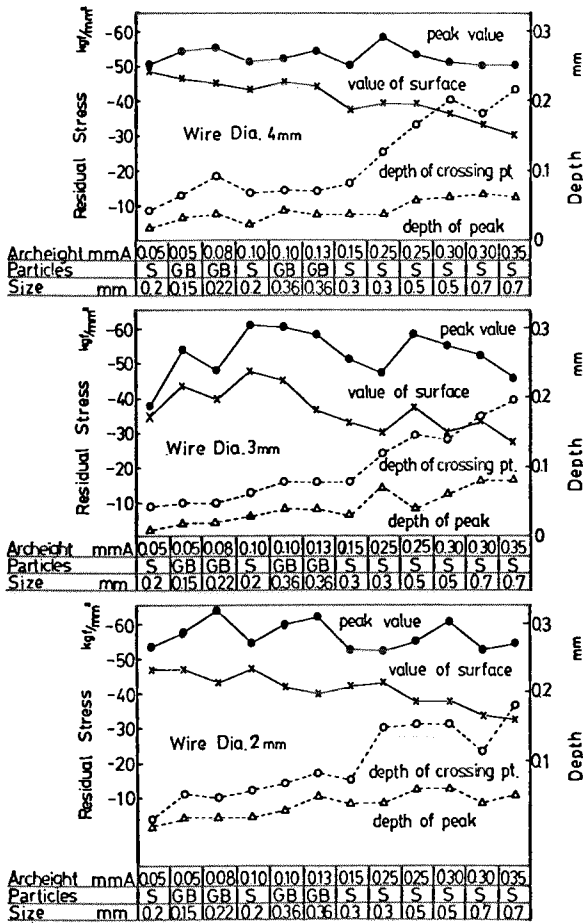 kgf/mm²
-60
-50
-40
-30
-20
-10
Residual Stress
peak value
value of surface
Wire Dia. 4mm
depth of crossing pt.
depth of peak
0.3
0.2
0.1
0
mm
Depth
Archeight mmA 0.05 0.05 0.08 0.10 0.10 0.13 0.15 0.25 0.25 0.30 0.30 0.35
Particles S GB GB S GB GB S S S S S S
Size mm 0.2 0.15 0.22 0.2 0.36 0.36 0.3 0.3 0.5 0.5 0.7 0.7
kgf/mm²
-60
-50
-40
-30
-20
-10
Residual Stress
peak value
value of surface
Wire Dia. 3mm
depth of crossing pt.
depth of peak
0.3
0.2
0.1
0
mm
Depth
Archeight mmA 0.05 0.05 0.08 0.10 0.10 0.13 0.15 0.25 0.25 0.30 0.30 0.35
Particles S GB GB S GB GB S S S S S S
Size mm 0.2 0.15 0.22 0.2 0.36 0.36 0.3 0.3 0.5 0.5 0.7 0.7
kgf/mm²
-60
-50
-40
-30
-20
-10
Residual Stress
peak value
value of surface
Wire Dia. 2mm
depth of crossing pt.
depth of peak
0.3
0.2
0.1
mm
Depth
Archeight mmA 0.05 0.05 0.08 0.10 0.10 0.13 0.15 0.25 0.25 0.30 0.30 0.35
Particles S GB GB S GB GB S S S S S S
Size mm 0.2 0.15 0.22 0.2 0.36 0.36 0.3 0.3 0.5 0.5 0.7 0.7